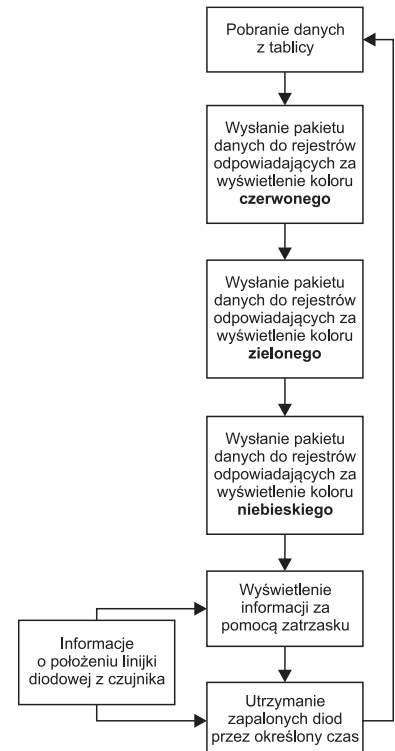 Pobranie danych
z tablicy
Wysłanie pakietu
danych do rejestrów
odpowiadających za
wyświetlenie koloru
czerwonego
Wysłanie pakietu
danych do rejestrów
odpowiadających za
wyświetlenie koloru
zielonego
Wysłanie pakietu
danych do rejestrów
odpowiadających za
wyświetlenie koloru
niebieskiego
Wyświetlenie
informacji za
pomocą zatrzasku
Informacje
o położeniu linijki
diodowej z czujnika
Utrzymanie
zapalonych diod
przez określony czas